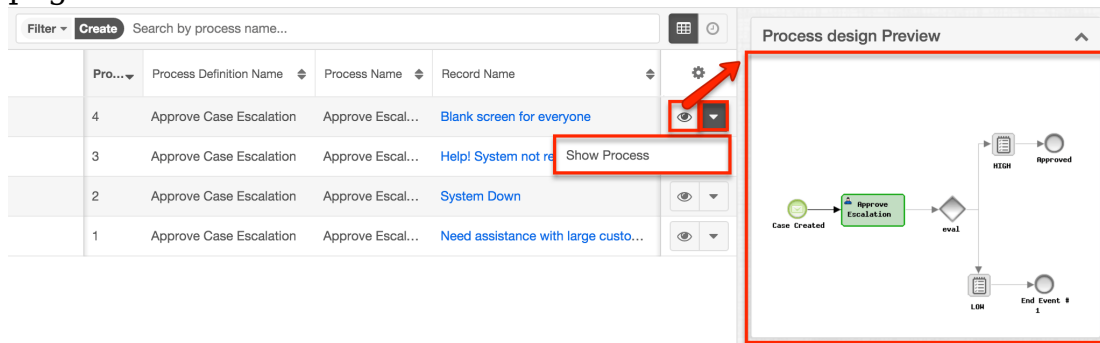 Filter Create Search by process name...
Process design Preview
Pro... Process Definition Name Process Name Record Name
4 Approve Case Escalation Approve Escal... Blank screen for everyone
3 Approve Case Escalation Approve Escal... Help! System not re
Show Process
2 Approve Case Escalation Approve Escal... System Down
1 Approve Case Escalation Approve Escal... Need assistance with large custo...
HIGH
Approved
Case Created
Approve
Escalation
eval
LOW
End Event #
1